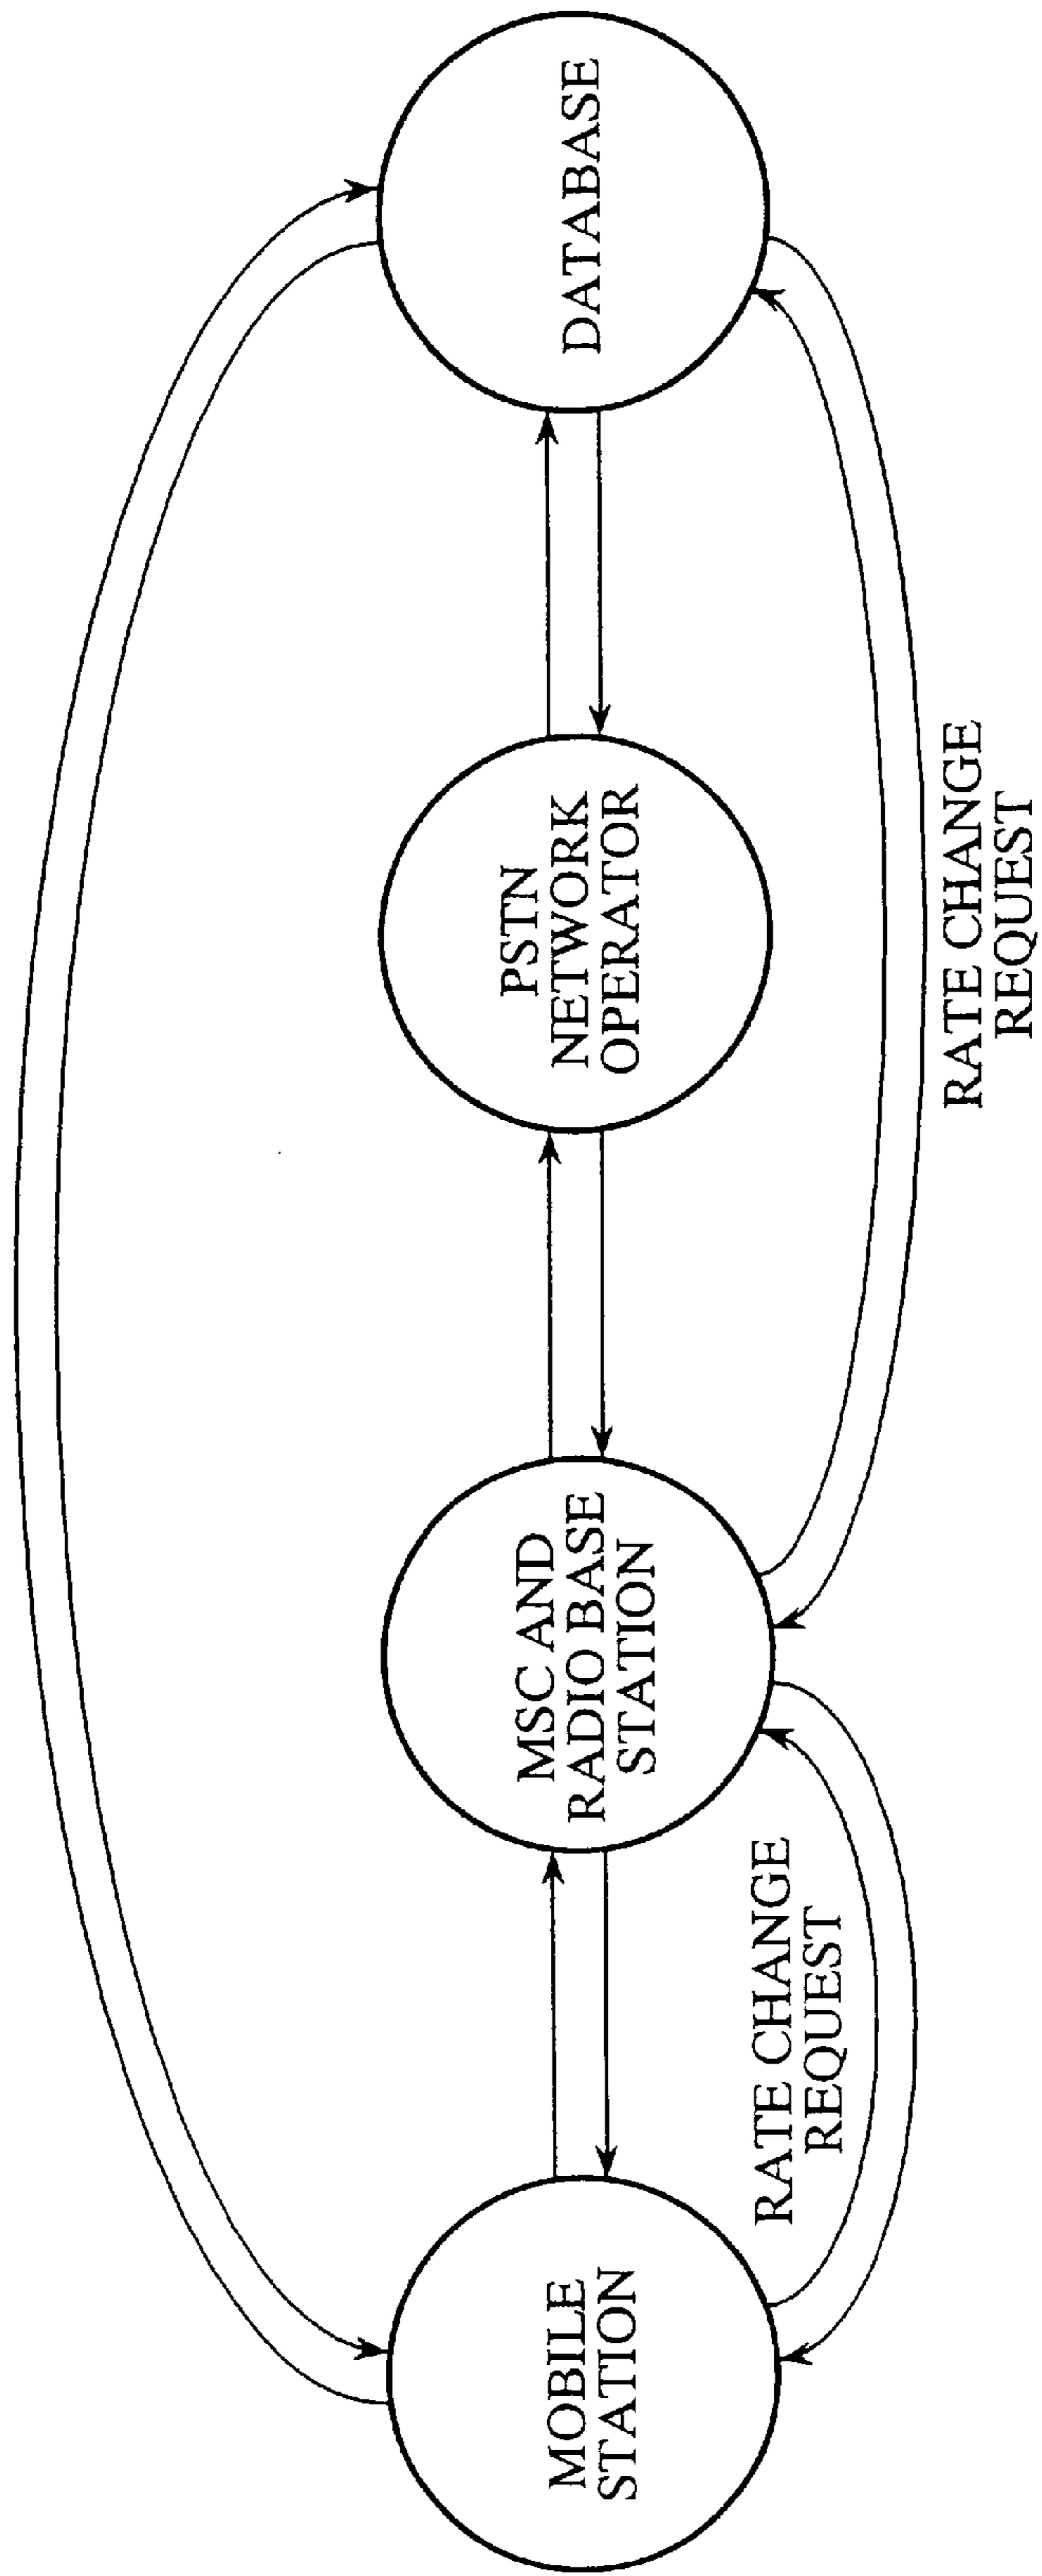 MOBILE
STATION
MSC AND
RADIO BASE
STATION
PSTN
NETWORK
OPERATOR
DATABASE
RATE CHANGE
REQUEST
RATE CHANGE
REQUEST